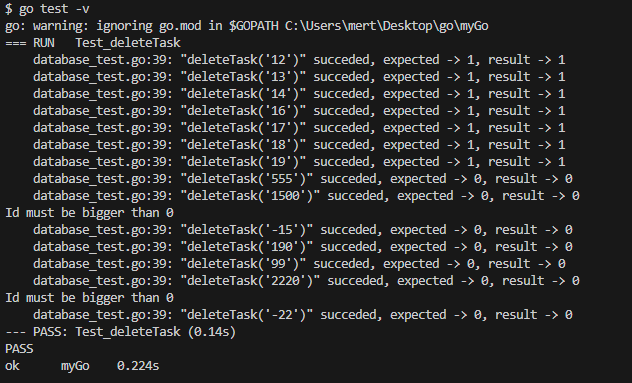 $ go test -v
go: warning: ignoring go.mod in $GOPATH C:\Users\mert\Desktop\go\myGo
=== RUN   Test_deleteTask
    database_test.go:39: "deleteTask('12')" succeded, expected -> 1, result -> 1
    database_test.go:39: "deleteTask('13')" succeded, expected -> 1, result -> 1
    database_test.go:39: "deleteTask('14')" succeded, expected -> 1, result -> 1
    database_test.go:39: "deleteTask('16')" succeded, expected -> 1, result -> 1
    database_test.go:39: "deleteTask('17')" succeded, expected -> 1, result -> 1
    database_test.go:39: "deleteTask('18')" succeded, expected -> 1, result -> 1
    database_test.go:39: "deleteTask('19')" succeded, expected -> 1, result -> 1
    database_test.go:39: "deleteTask('555')" succeded, expected -> 0, result -> 0
    database_test.go:39: "deleteTask('1500')" succeded, expected -> 0, result -> 0
Id must be bigger than 0
    database_test.go:39: "deleteTask('-15')" succeded, expected -> 0, result -> 0
    database_test.go:39: "deleteTask('190')" succeded, expected -> 0, result -> 0
    database_test.go:39: "deleteTask('99')" succeded, expected -> 0, result -> 0
    database_test.go:39: "deleteTask('2220')" succeded, expected -> 0, result -> 0
Id must be bigger than 0
    database_test.go:39: "deleteTask('-22')" succeded, expected -> 0, result -> 0
--- PASS: Test_deleteTask (0.14s)
PASS
ok      myGo    0.224s